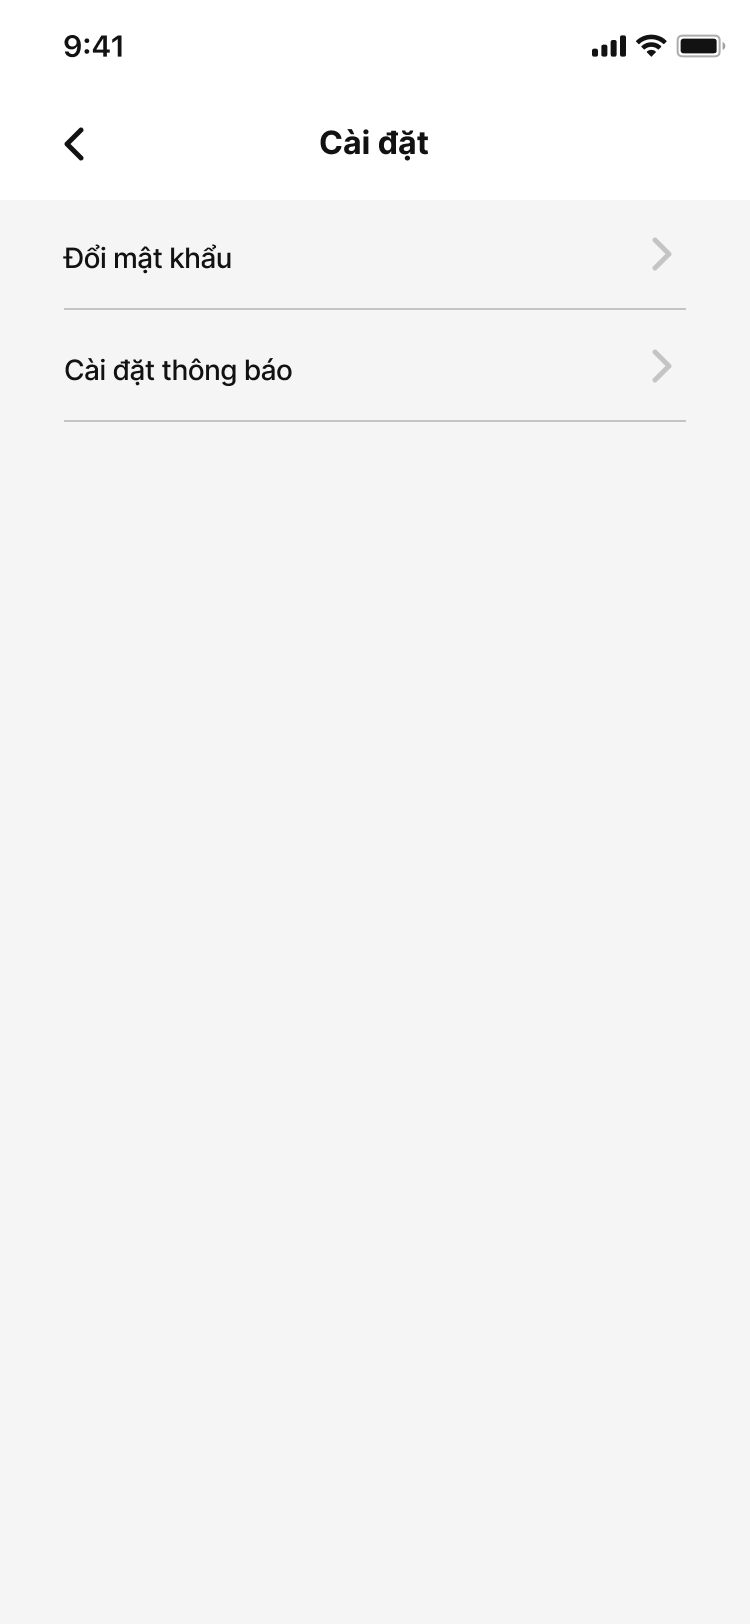 9:41
Cài đặt
Đổi mật khẩu
Cài đặt thông báo